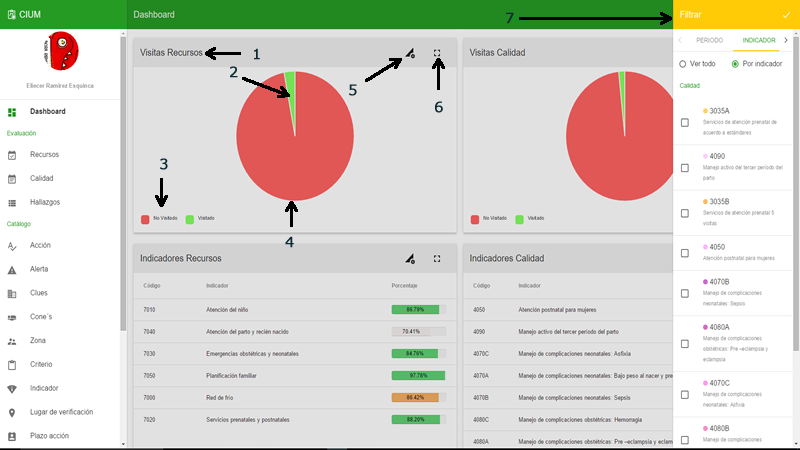 CIUM
Dashboard
7
Filtrar
Eliecer Ramírez Esquinca
Dashboard
Evaluación
Recursos
Calidad
Hallazgos
Catálogo
Acción
Alerta
Clues
Cone´s
Zona
Criterio
Indicador
Lugar de verificación
Plazo acción
Visitas Recursos
1
2
3
4
5
6
No Visitado
Visitado
Visitas Calidad
No Visitado
Visitado
Indicadores Recursos
Código Indicador Porcentaje
7010 Atención del niño 86.79%
7040 Atención del parto y recién nacido 70.41%
7030 Emergencias obstétricas y neonatales 84.76%
7050 Planificación familiar 97.78%
7000 Red de frío 86.42%
7020 Servicios prenatales y postnatales 88.20%
Indicadores Calidad
Código Indicador
4050 Atención postnatal para mujeres
4090 Manejo activo del tercer periodo del parto
4070C Manejo de complicaciones neonatales: Asfixia
4070A Manejo de complicaciones neonatales: Bajo peso al nacer y pre
4070B Manejo de complicaciones neonatales: Sepsis
4080C Manejo de complicaciones obstétricas: Hemorragia
4080A Manejo de complicaciones obstétricas: Pre –eclampsia y eclam
PERIODO
INDICADOR
Ver todo
Por indicador
Calidad
3035A
Servicios de atención prenatal de
acuerdo a estándares
4090
Manejo activo del tercer periodo del
parto
3035B
Servicios de atención prenatal 5
visitas
4050
Atención postnatal para mujeres
4070B
Manejo de complicaciones
neonatales: Sepsis
4080A
Manejo de complicaciones
obstétricas: Pre –eclampsia y
eclampsia
4070C
Manejo de complicaciones
neonatales: Asfixia
4080B
Manejo de complicaciones